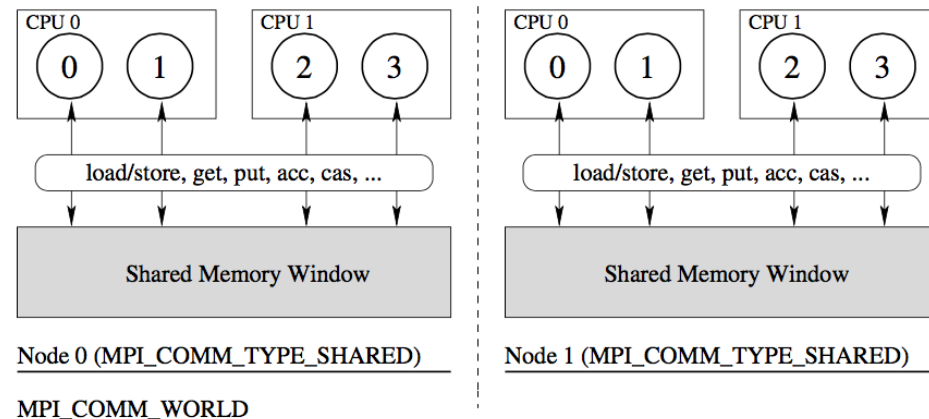 CPU 0
0 1
CPU 1
2 3
load/store, get, put, acc, cas, ...
Shared Memory Window
Node 0 (MPI_COMM_TYPE_SHARED)
MPI_COMM_WORLD
CPU 0
0 1
CPU 1
2 3
load/store, get, put, acc, cas, ...
Shared Memory Window
Node 1 (MPI_COMM_TYPE_SHARED)